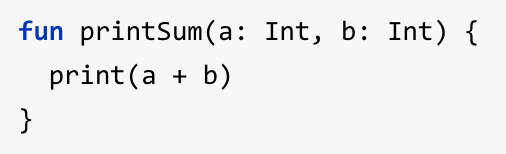 fun printSum(a: Int, b: Int) {
  print(a + b)
}